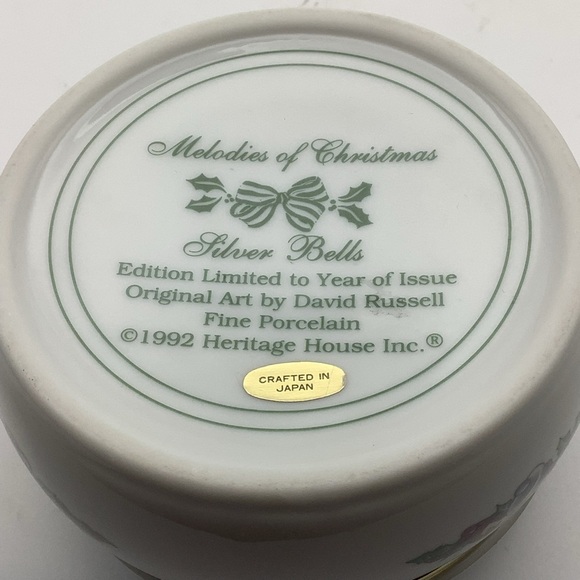 Melodies of Christmas
Silver Bells
Edition Limited to Year of Issue
Original Art by David Russell
Fine Porcelain
©1992 Heritage House Inc.®
CRAFTED IN
JAPAN